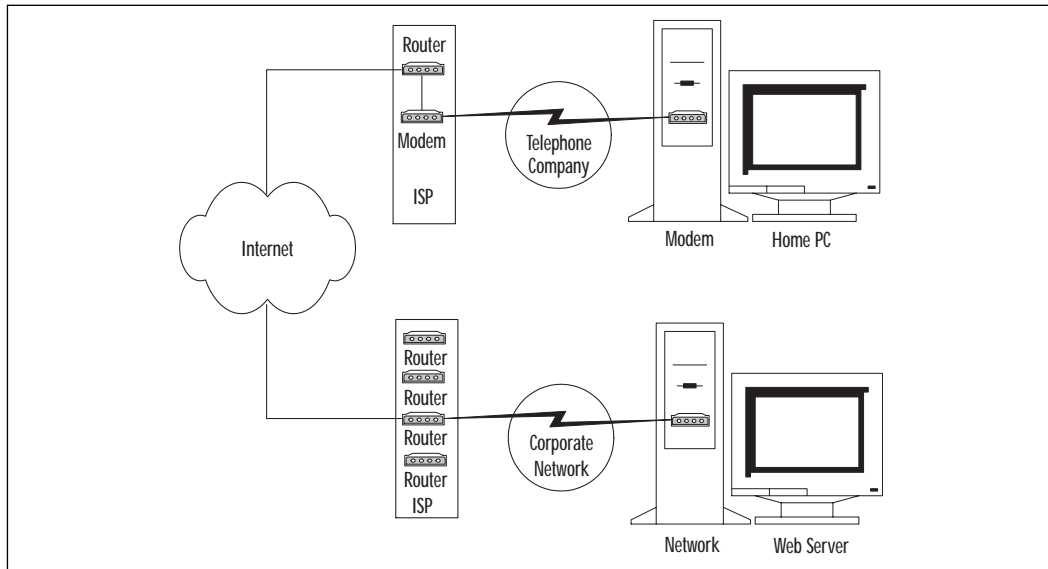 Router
Modem
ISP
Telephone
Company
Modem
Home PC
Internet
Router
Router
Router
Router
ISP
Corporate
Network
Network
Web Server